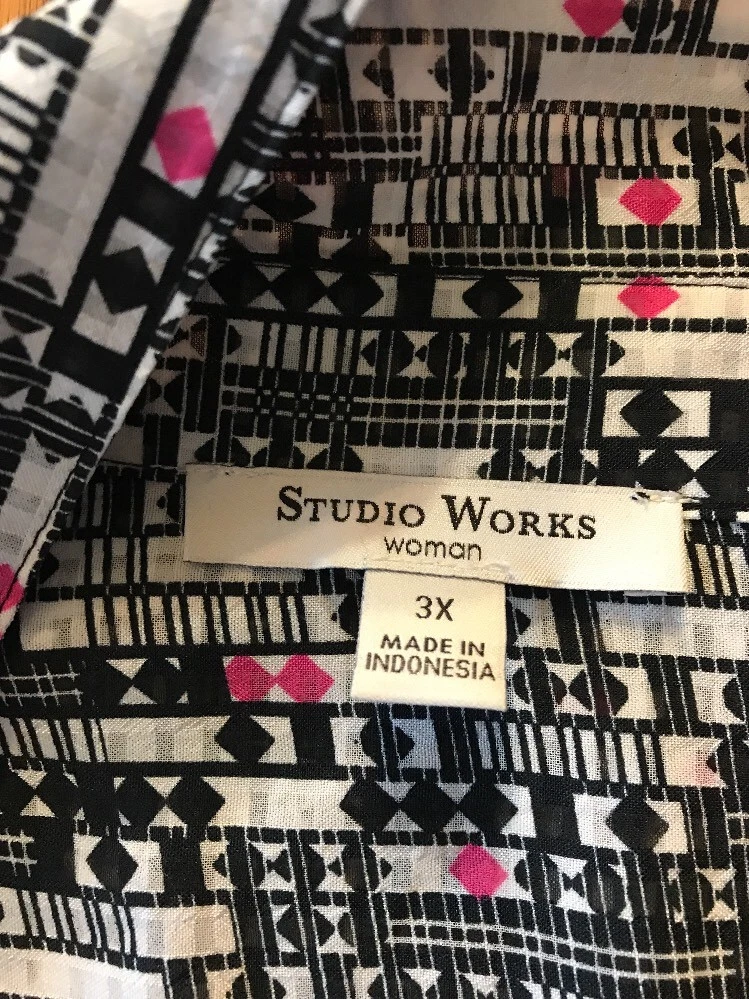 STUDIO WORKS
woman
3X
MADE IN
INDONESIA